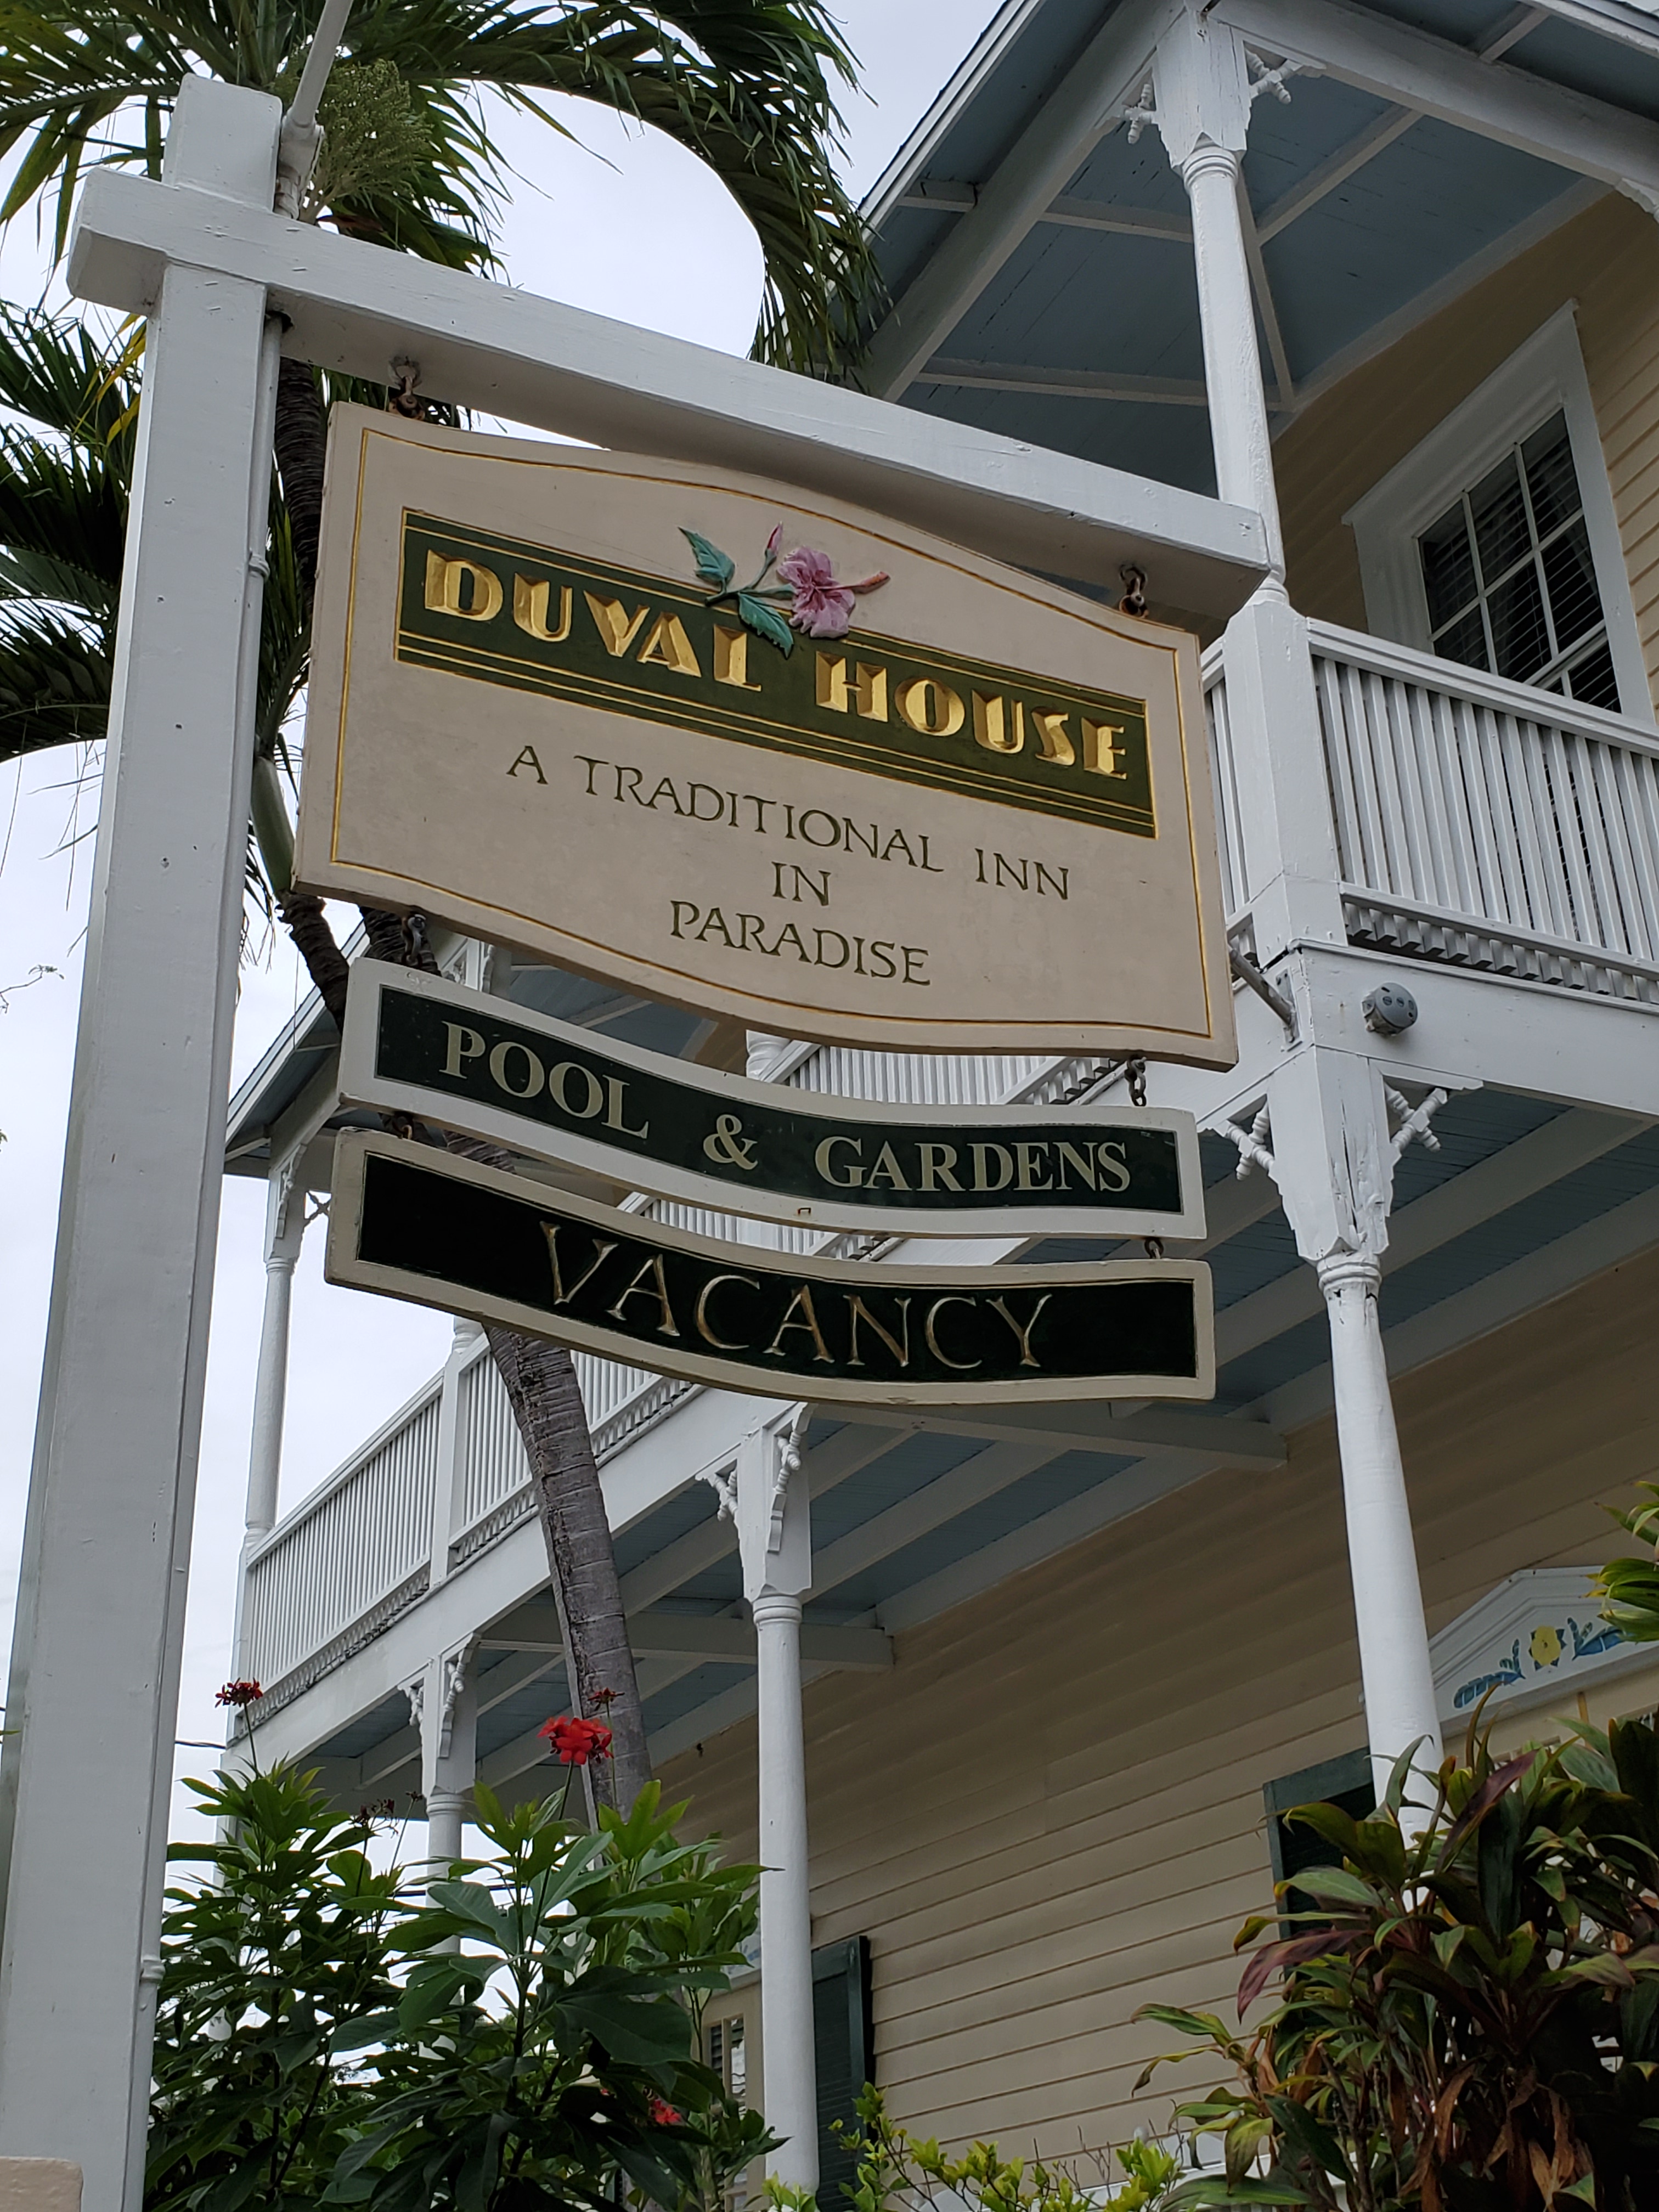 DUVAL HOUSE
A TRADITIONAL INN
IN
PARADISE
POOL & GARDENS
VACANCY